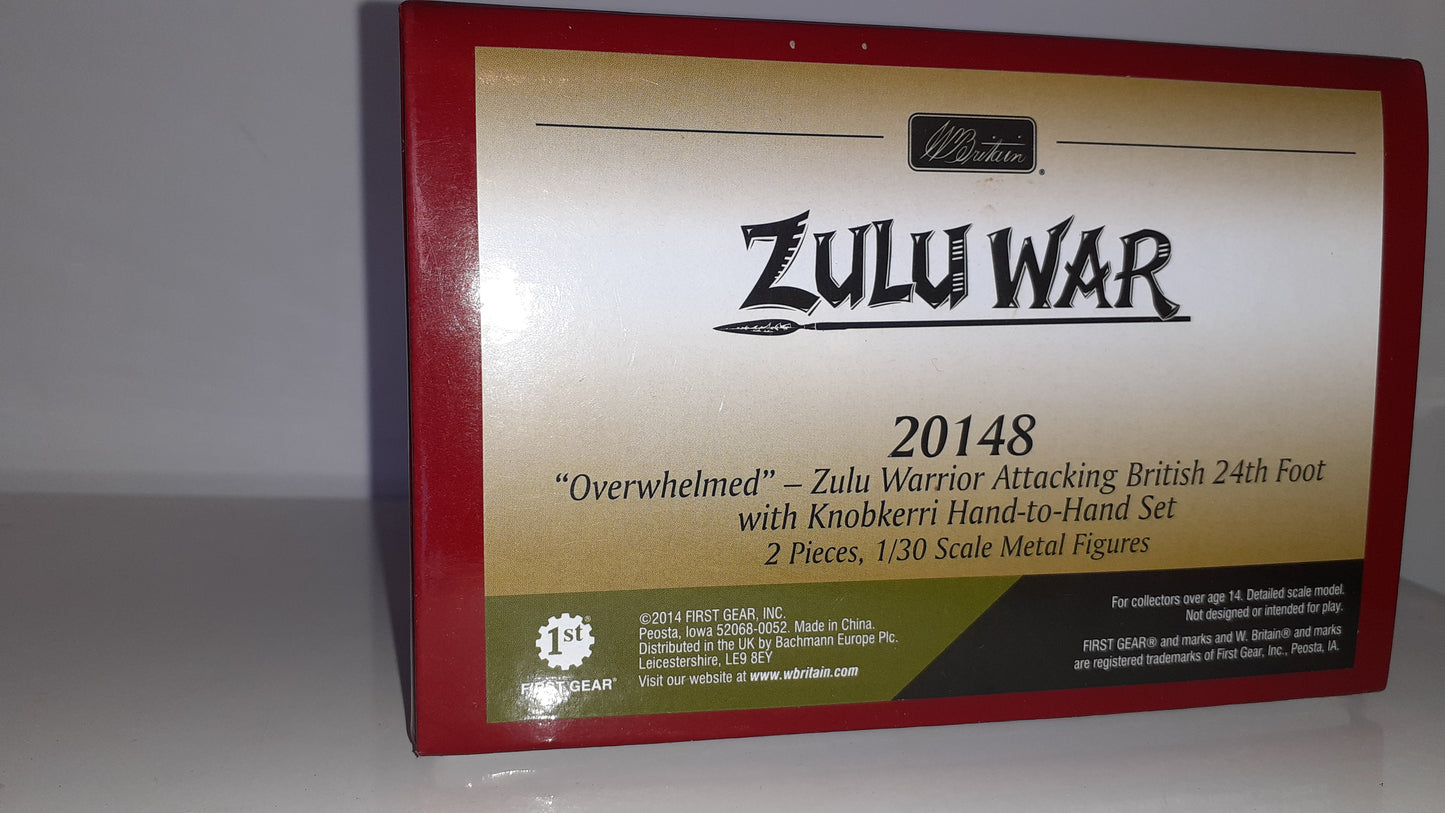 W Britain ®
ZULU WAR
20148
“Overwhelmed” – Zulu Warrior Attacking British 24th Foot
with Knobkerri Hand-to-Hand Set
2 Pieces, 1/30 Scale Metal Figures
1st ®
FIRST GEAR®
©2014 FIRST GEAR, INC.
Peosta, Iowa 52068-0052. Made in China.
Distributed in the UK by Bachmann Europe Plc.
Leicestershire, LE9 8EY
Visit our website at www.wbritain.com
For collectors over age 14. Detailed scale model.
Not designed or intended for play.
FIRST GEAR® and marks and W. Britain® and marks
are registered trademarks of First Gear, Inc., Peosta, IA.